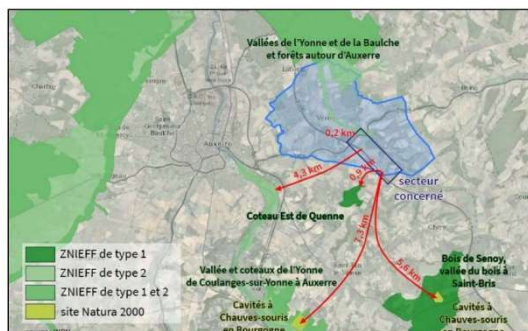 Vallées de l'Yonne et de la Baulche
et forêts autour d'Auxerre
0,2 km
4,3 km
0,9 km
secteur
concerné
Coteau Est de Quenne
7,3 km
5,6 km
Bois de Senoy,
vallée du bois à
Saint-Bris
Vallée et coteaux de l'Yonne
de Coulanges-sur-Yonne à Auxerre
Cavités à
Chauves-souris
en Bourgogne
Cavités à
Chauves-souris
en Bourgogne
ZNIEFF de type 1
ZNIEFF de type 2
ZNIEFF de type 1 et 2
site Natura 2000